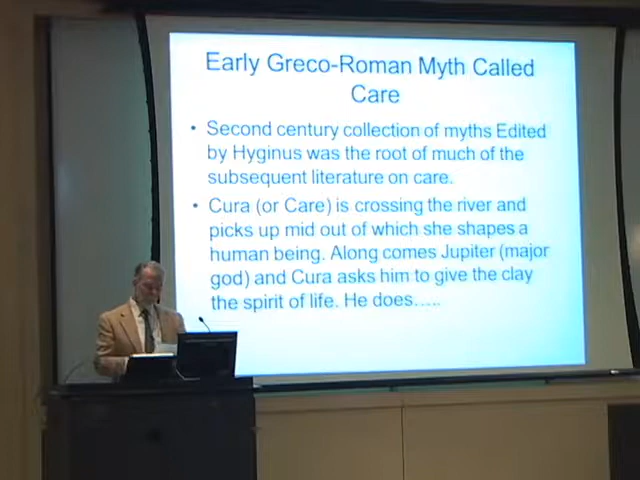 Early Greco-Roman Myth Called
Care
• Second century collection of myths Edited
by Hyginus was the root of much of the
subsequent literature on care.
• Cura (or Care) is crossing the river and
picks up mid out of which she shapes a
human being. Along comes Jupiter (major
god) and Cura asks him to give the clay
the spirit of life. He does…..